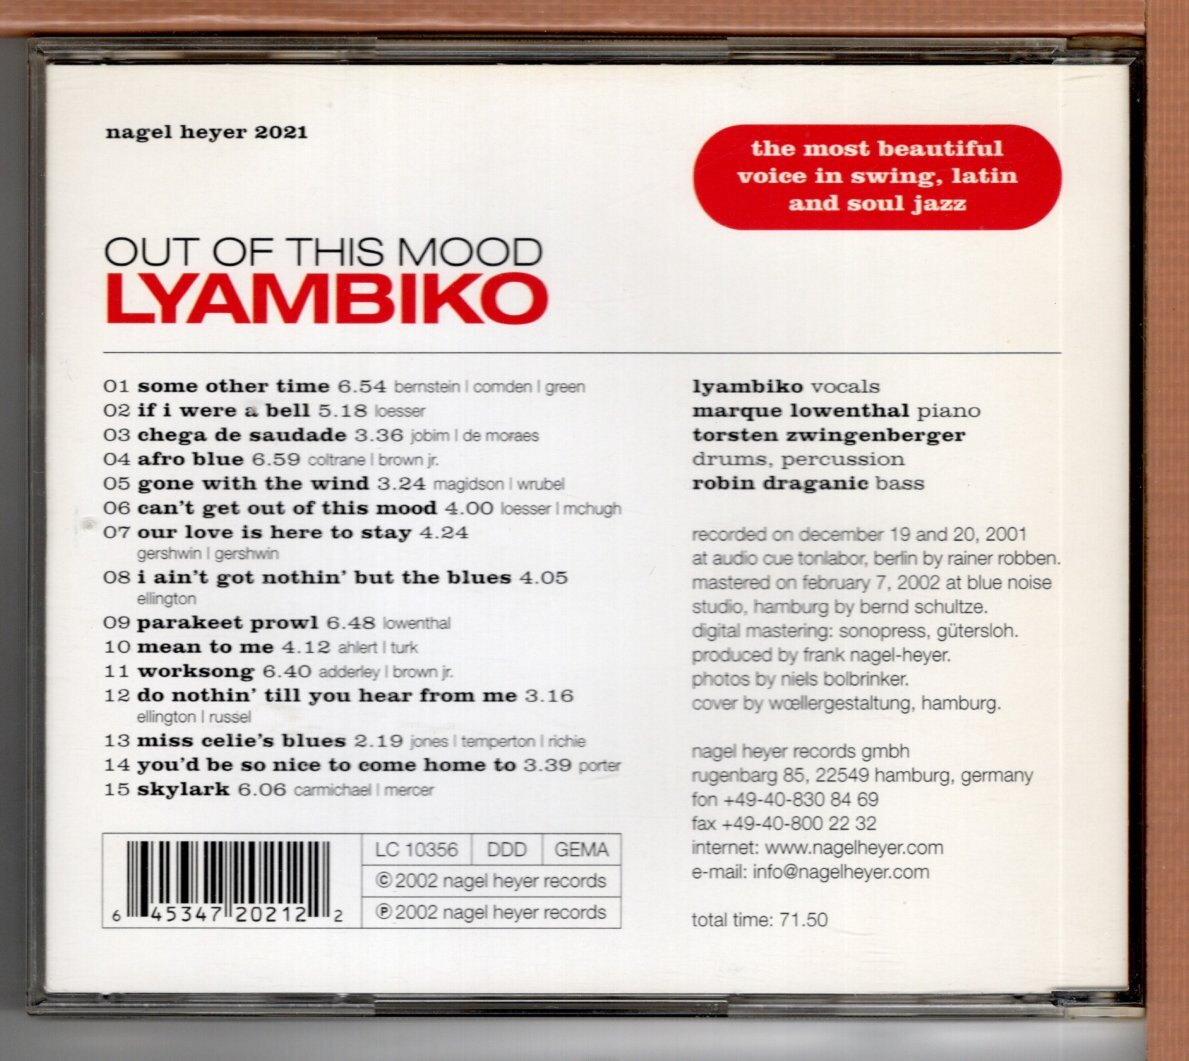 nagel heyer 2021
the most beautiful
voice in swing, latin
and soul jazz
OUT OF THIS MOOD
LYAMBIKO
01 some other time 6.54 bernstein | comden | green
02 if i were a bell 5.18 loesser
03 chega de saudade 3.36 jobim | de moraes
04 afro blue 6.59 coltrane | brown jr.
05 gone with the wind 3.24 magidson | wrubel
06 can't get out of this mood 4.00 loesser | mchugh
07 our love is here to stay 4.24
gershwin | gershwin
08 i ain't got nothin' but the blues 4.05
ellington
09 parakeet prowl 6.48 lowenthal
10 mean to me 4.12 ahlert | turk
11 worksong 6.40 adderley | brown jr.
12 do nothin' till you hear from me 3.16
ellington | russel
13 miss celie's blues 2.19 jones | temperton | richie
14 you'd be so nice to come home to 3.39 porter
15 skylark 6.06 carmichael | mercer
6 45347 20212 2
LC 10356 DDD GEMA
©2002 nagel heyer records
℗2002 nagel heyer records
lyambiko vocals
marque lowenthal piano
torsten zwingenberger
drums, percussion
robin draganic bass
recorded on december 19 and 20, 2001
at audio cue tonlabor, berlin by rainer robben.
mastered on february 7, 2002 at blue noise
studio, hamburg by bernd schultze.
digital mastering: sonopress, gütersloh.
produced by frank nagel-heyer.
photos by niels bolbrinker.
cover by wœllergestaltung, hamburg.
nagel heyer records gmbh
rugenbarg 85, 22549 hamburg, germany
fon +49-40-830 84 69
fax +49-40-800 22 32
internet: www.nagelheyer.com
e-mail: info@nagelheyer.com
total time: 71.50